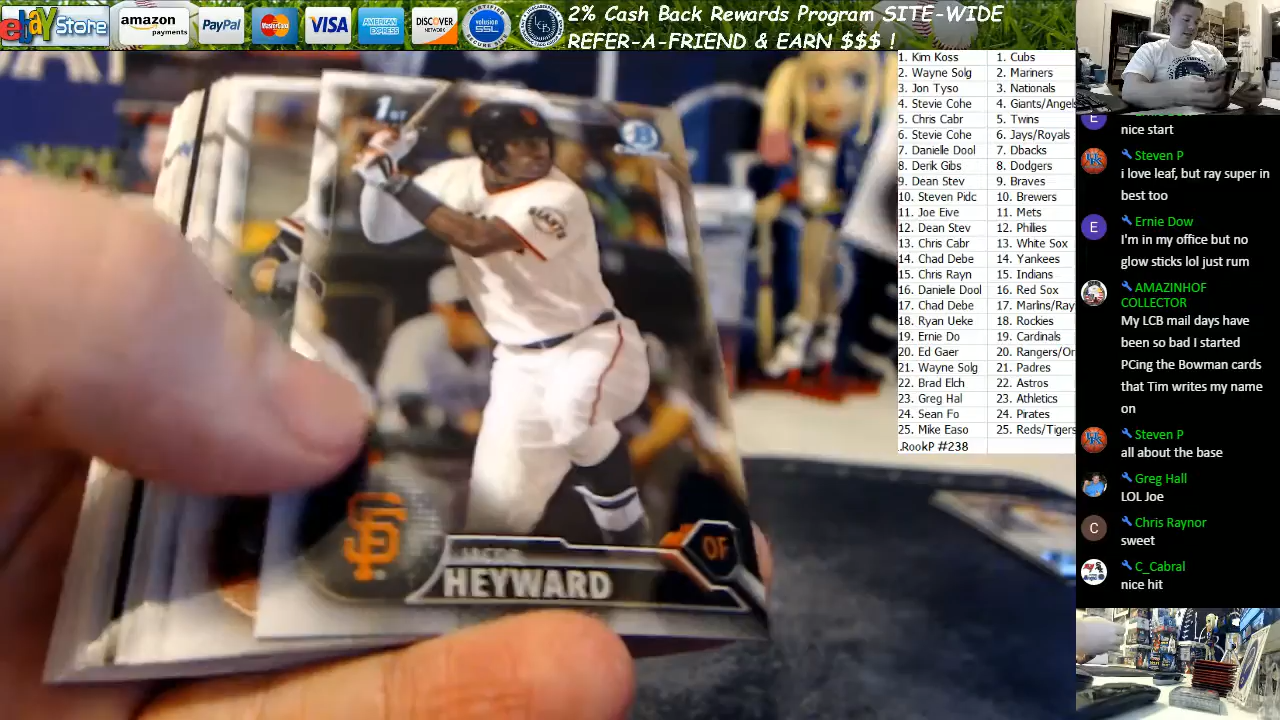 ebay Store
amazon payments
PayPal
MasterCard
VISA
AMERICAN EXPRESS
DISCOVER NETWORK
SSL
LCB
2% Cash Back Rewards Program SITE-WIDE
REFER-A-FRIEND & EARN $$$ !
1. Kim Koss 1. Cubs
2. Wayne Solg 2. Mariners
3. Jon Tyso 3. Nationals
4. Stevie Cohe 4. Giants/Angels
5. Chris Cabr 5. Twins
6. Stevie Cohe 6. Jays/Royals
7. Danielle Dool 7. Dbacks
8. Derik Gibs 8. Dodgers
9. Dean Stev 9. Braves
10. Steven Pidc 10. Brewers
11. Joe Eive 11. Mets
12. Dean Stev 12. Philies
13. Chris Cabr 13. White Sox
14. Chad Debe 14. Yankees
15. Chris Rayn 15. Indians
16. Danielle Dool 16. Red Sox
17. Chad Debe 17. Marlins/Ray
18. Ryan Ueke 18. Rockies
19. Ernie Do 19. Cardinals
20. Ed Gaer 20. Rangers/Or
21. Wayne Solg 21. Padres
22. Brad Elch 22. Astros
23. Greg Hal 23. Athletics
24. Sean Fo 24. Pirates
25. Mike Easo 25. Reds/Tigers
.RookP #238
nice start
Steven P
i love leaf, but ray super in
best too
Ernie Dow
I'm in my office but no
glow sticks lol just rum
AMAZINHOF
COLLECTOR
My LCB mail days have
been so bad I started
PCing the Bowman cards
that Tim writes my name
on
Steven P
all about the base
Greg Hall
LOL Joe
Chris Raynor
sweet
C_Cabral
nice hit
1ST
B
GIANTS
SF
JACOB
HEYWARD
OF